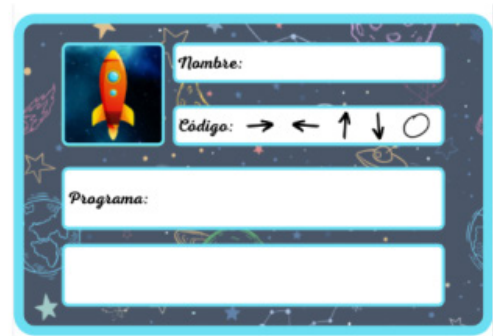 Nombre:
Código: → ← ↑ ↓ ◯
Programa: